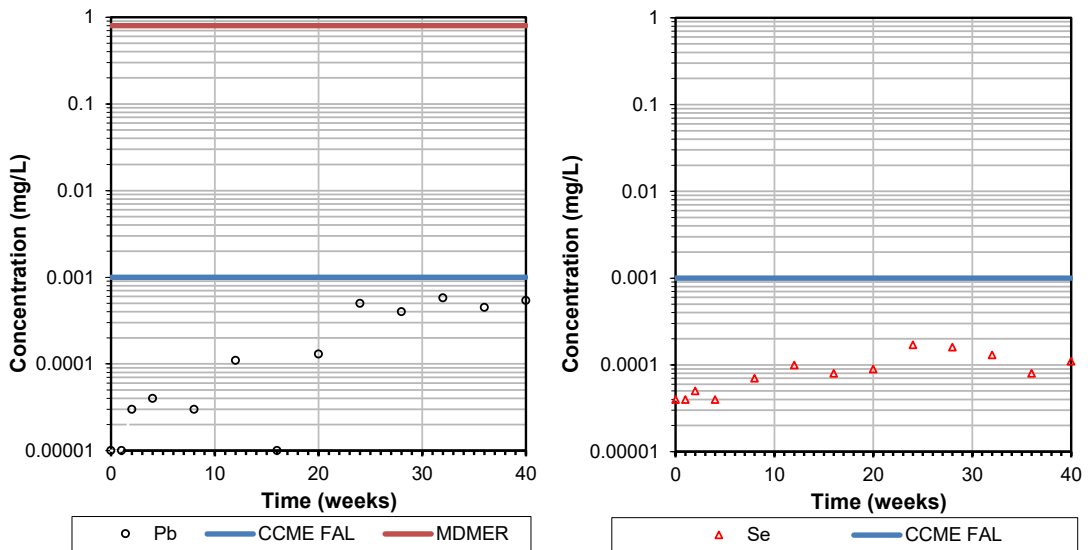 1
0.1
0.01
0.001
0.0001
0.00001
Concentration (mg/L)
0 10 20 30 40
Time (weeks)
Pb CCME FAL MDMER
1
0.1
0.01
0.001
0.0001
0.00001
Concentration (mg/L)
0 10 20 30 40
Time (weeks)
Se CCME FAL